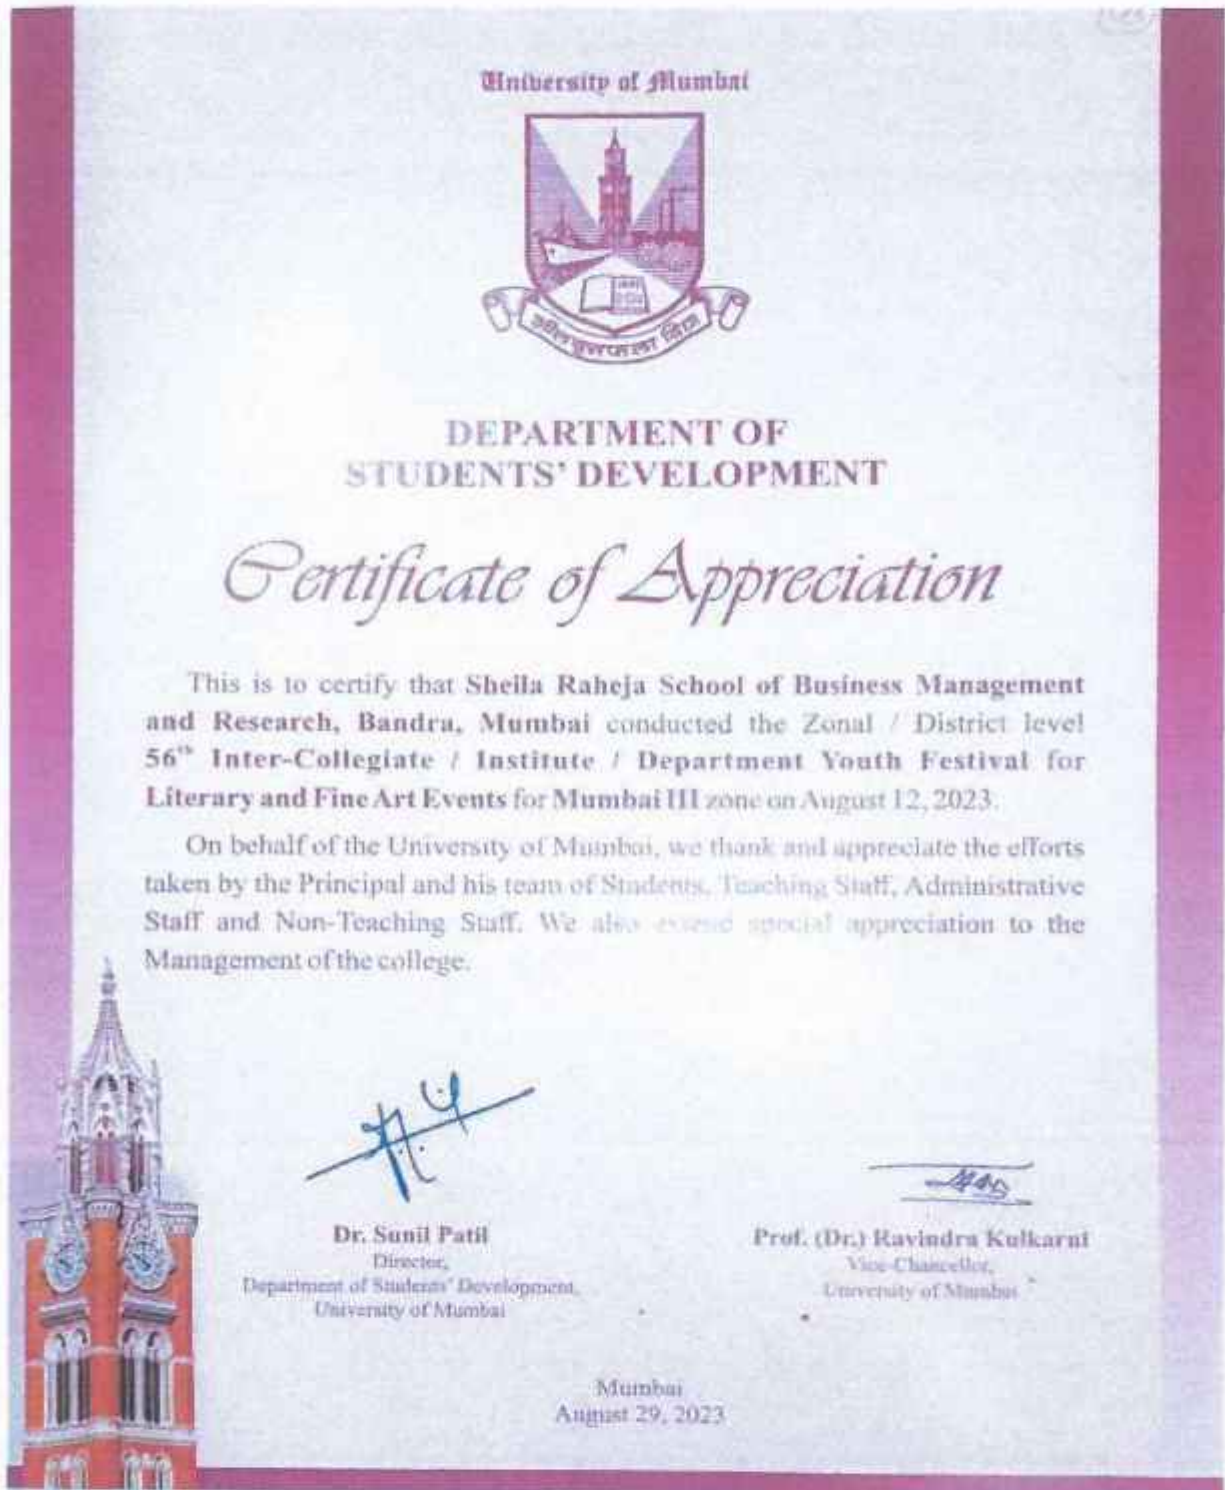 University of Mumbai
DEPARTMENT OF
STUDENTS' DEVELOPMENT
Certificate of Appreciation
This is to certify that Sheila Raheja School of Business Management
and Research, Bandra, Mumbai conducted the Zonal / District level
56th Inter-Collegiate / Institute / Department Youth Festival for
Literary and Fine Art Events for Mumbai III zone on August 12, 2023.
On behalf of the University of Mumbai, we thank and appreciate the efforts
taken by the Principal and his team of Students, Teaching Staff, Administrative
Staff and Non-Teaching Staff. We also extend special appreciation to the
Management of the college.
Dr. Sunil Patil
Director,
Department of Students' Development,
University of Mumbai
Prof. (Dr.) Ravindra Kulkarni
Vice-Chancellor,
University of Mumbai
Mumbai
August 29, 2023